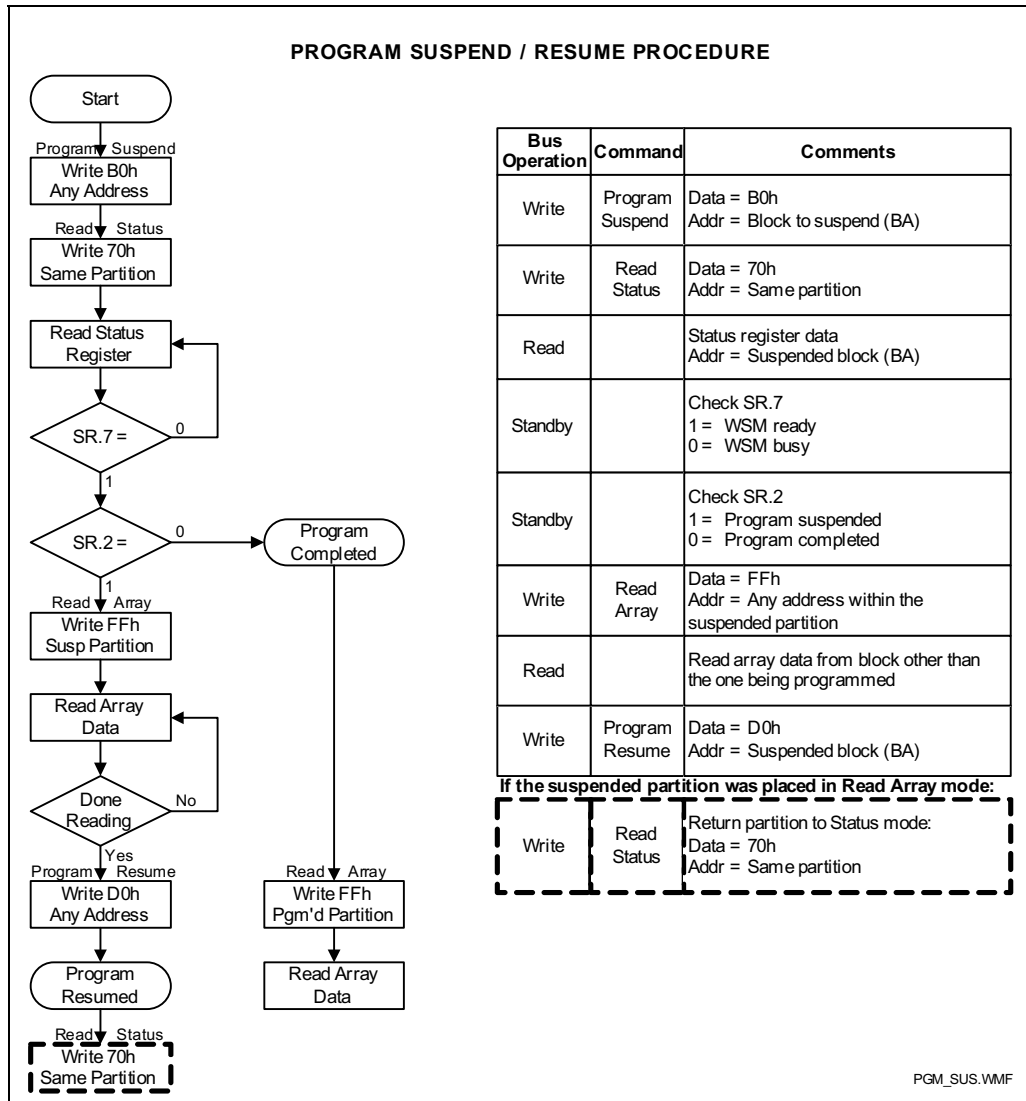 PROGRAM SUSPEND / RESUME PROCEDURE
Start
Program Suspend
Write B0h
Any Address
Read Status
Write 70h
Same Partition
Read Status
Register
SR.7 =
0
1
SR.2 =
0
1
Program
Completed
Read Array
Write FFh
Susp Partition
Read Array
Data
Done
Reading
No
Yes
Program Resume
Write D0h
Any Address
Read Array
Write FFh
Pgm'd Partition
Program
Resumed
Read Array
Data
Read Status
Write 70h
Same Partition
Bus
Operation
Command
Comments
Write
Program
Suspend
Data = B0h
Addr = Block to suspend (BA)
Write
Read
Status
Data = 70h
Addr = Same partition
Read
Status register data
Addr = Suspended block (BA)
Standby
Check SR.7
1 = WSM ready
0 = WSM busy
Standby
Check SR.2
1 = Program suspended
0 = Program completed
Write
Read
Array
Data = FFh
Addr = Any address within the
suspended partition
Read
Read array data from block other than
the one being programmed
Write
Program
Resume
Data = D0h
Addr = Suspended block (BA)
If the suspended partition was placed in Read Array mode:
Write
Read
Status
Return partition to Status mode:
Data = 70h
Addr = Same partition
PGM_SUS.WMF